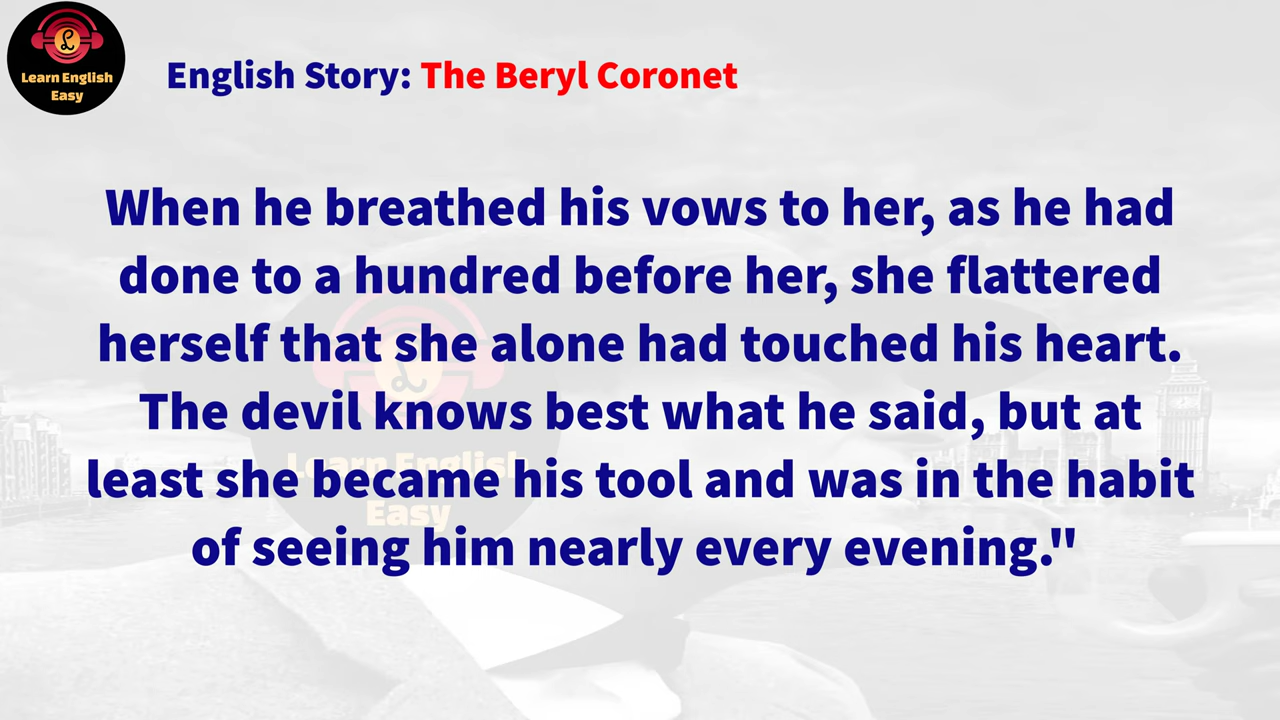 Learn English
Easy
English Story: The Beryl Coronet
When he breathed his vows to her, as he had
done to a hundred before her, she flattered
herself that she alone had touched his heart.
The devil knows best what he said, but at
least she became his tool and was in the habit
of seeing him nearly every evening."
Learn English
Easy